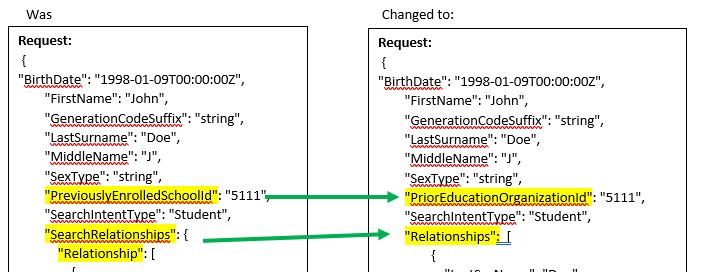 Was
Request:
{
"BirthDate": "1998-01-09T00:00:00Z",
"FirstName": "John",
"GenerationCodeSuffix": "string",
"LastSurname": "Doe",
"MiddleName": "J",
"SexType": "string",
"PreviouslyEnrolledSchoolId": "5111",
"SearchIntentType": "Student",
"SearchRelationships": {
"Relationship": [
Changed to:
Request:
{
"BirthDate": "1998-01-09T00:00:00Z",
"FirstName": "John",
"GenerationCodeSuffix": "string",
"LastSurname": "Doe",
"MiddleName": "J",
"SexType": "string",
"PriorEducationOrganizationId": "5111",
"SearchIntentType": "Student",
"Relationships": [
{